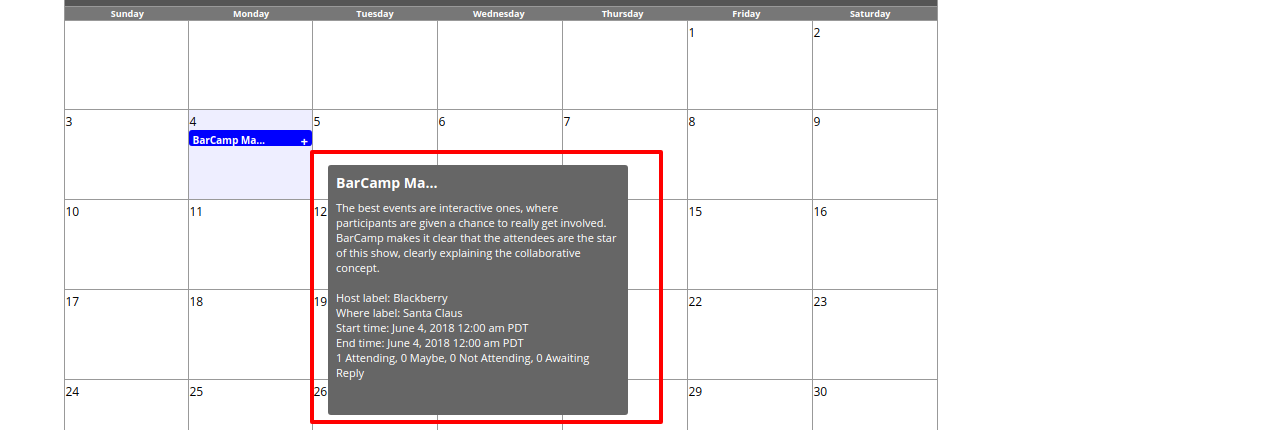 Sunday Monday Tuesday Wednesday Thursday Friday Saturday
1 2
3 4 5 6 7 8 9
BarCamp Ma... +
BarCamp Ma...
10 11 12 15 16
The best events are interactive ones, where
participants are given a chance to really get involved.
BarCamp makes it clear that the attendees are the star
of this show, clearly explaining the collaborative
concept.
17 18 19 22 23
Host label: Blackberry
Where label: Santa Claus
Start time: June 4, 2018 12:00 am PDT
End time: June 4, 2018 12:00 am PDT
1 Attending, 0 Maybe, 0 Not Attending, 0 Awaiting
Reply
24 25 26 29 30